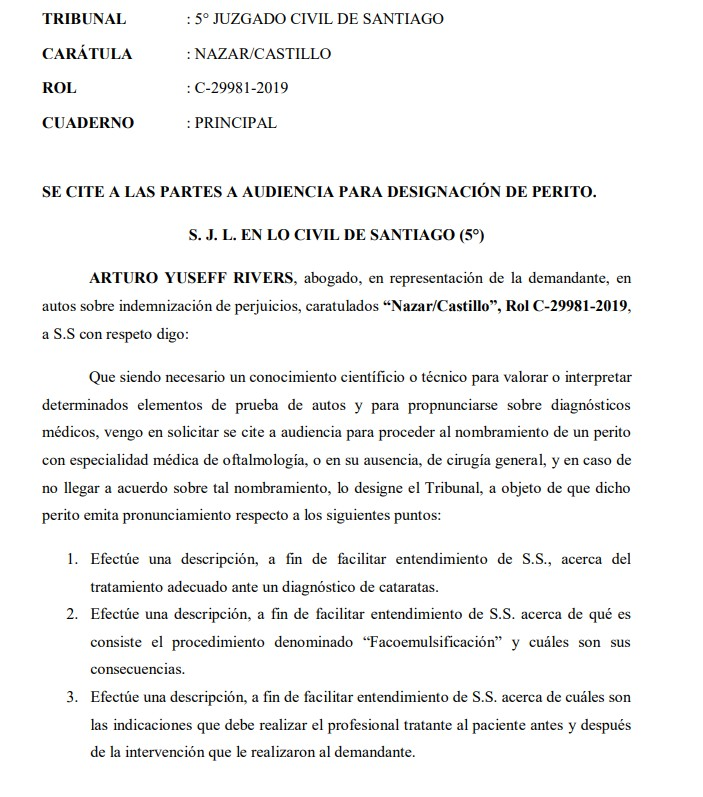 TRIBUNAL : 5° JUZGADO CIVIL DE SANTIAGO
CARÁTULA : NAZAR/CASTILLO
ROL : C-29981-2019
CUADERNO : PRINCIPAL
SE CITE A LAS PARTES A AUDIENCIA PARA DESIGNACIÓN DE PERITO.
S. J. L. EN LO CIVIL DE SANTIAGO (5°)
ARTURO YUSEFF RIVERS, abogado, en representación de la demandante, en
autos sobre indemnización de perjuicios, caratulados “Nazar/Castillo”, Rol C-29981-2019,
a S.S con respeto digo:
Que siendo necesario un conocimiento científicio o técnico para valorar o interpretar
determinados elementos de prueba de autos y para propnunciarse sobre diagnósticos
médicos, vengo en solicitar se cite a audiencia para proceder al nombramiento de un perito
con especialidad médica de oftalmología, o en su ausencia, de cirugía general, y en caso de
no llegar a acuerdo sobre tal nombramiento, lo designe el Tribunal, a objeto de que dicho
perito emita pronunciamiento respecto a los siguientes puntos:
1. Efectúe una descripción, a fin de facilitar entendimiento de S.S., acerca del
tratamiento adecuado ante un diagnóstico de cataratas.
2. Efectúe una descripción, a fin de facilitar entendimiento de S.S. acerca de qué es
consiste el procedimiento denominado “Facoemulsificación” y cuáles son sus
consecuencias.
3. Efectúe una descripción, a fin de facilitar entendimiento de S.S. acerca de cuáles son
las indicaciones que debe realizar el profesional tratante al paciente antes y después
de la intervención que le realizaron al demandante.